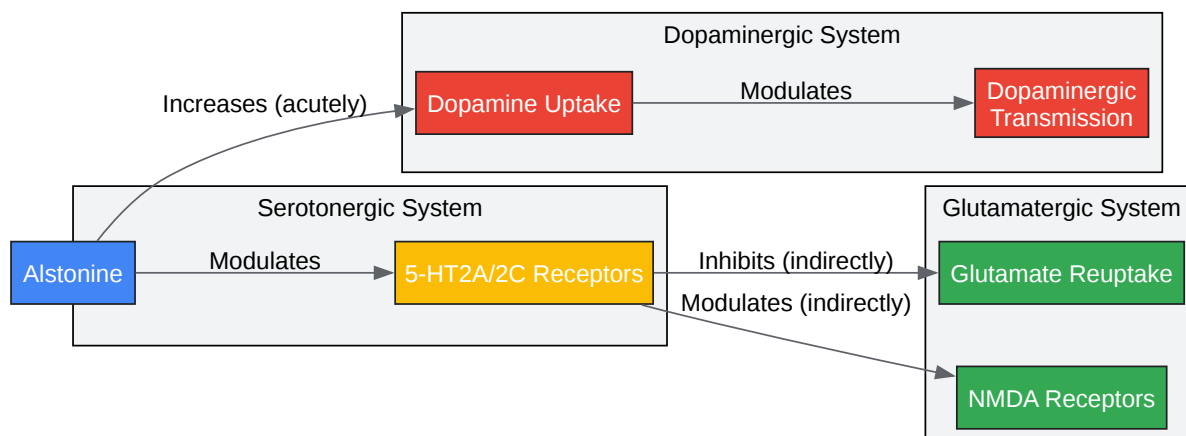 Dopaminergic System
Increases (acutely)
Dopamine Uptake
Modulates
Dopaminergic
Transmission
Serotonergic System
Glutamatergic System
Alstonine
Modulates
5-HT2A/2C Receptors
Inhibits (indirectly)
Glutamate Reuptake
Modulates (indirectly)
NMDA Receptors